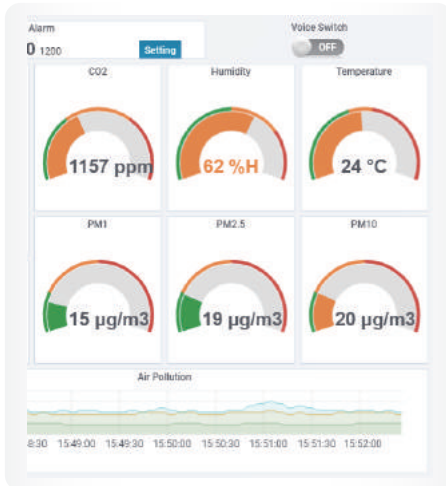 Alarm
Voice Switch
0 1200
Setting
OFF
CO2
Humidity
Temperature
1157 ppm
62 %H
24 °C
PM1
PM2.5
PM10
15 µg/m3
19 µg/m3
20 µg/m3
Air Pollution
8:30 15:49:00 15:49:30 15:50:00 15:50:30 15:51:00 15:51:30 15:52:00